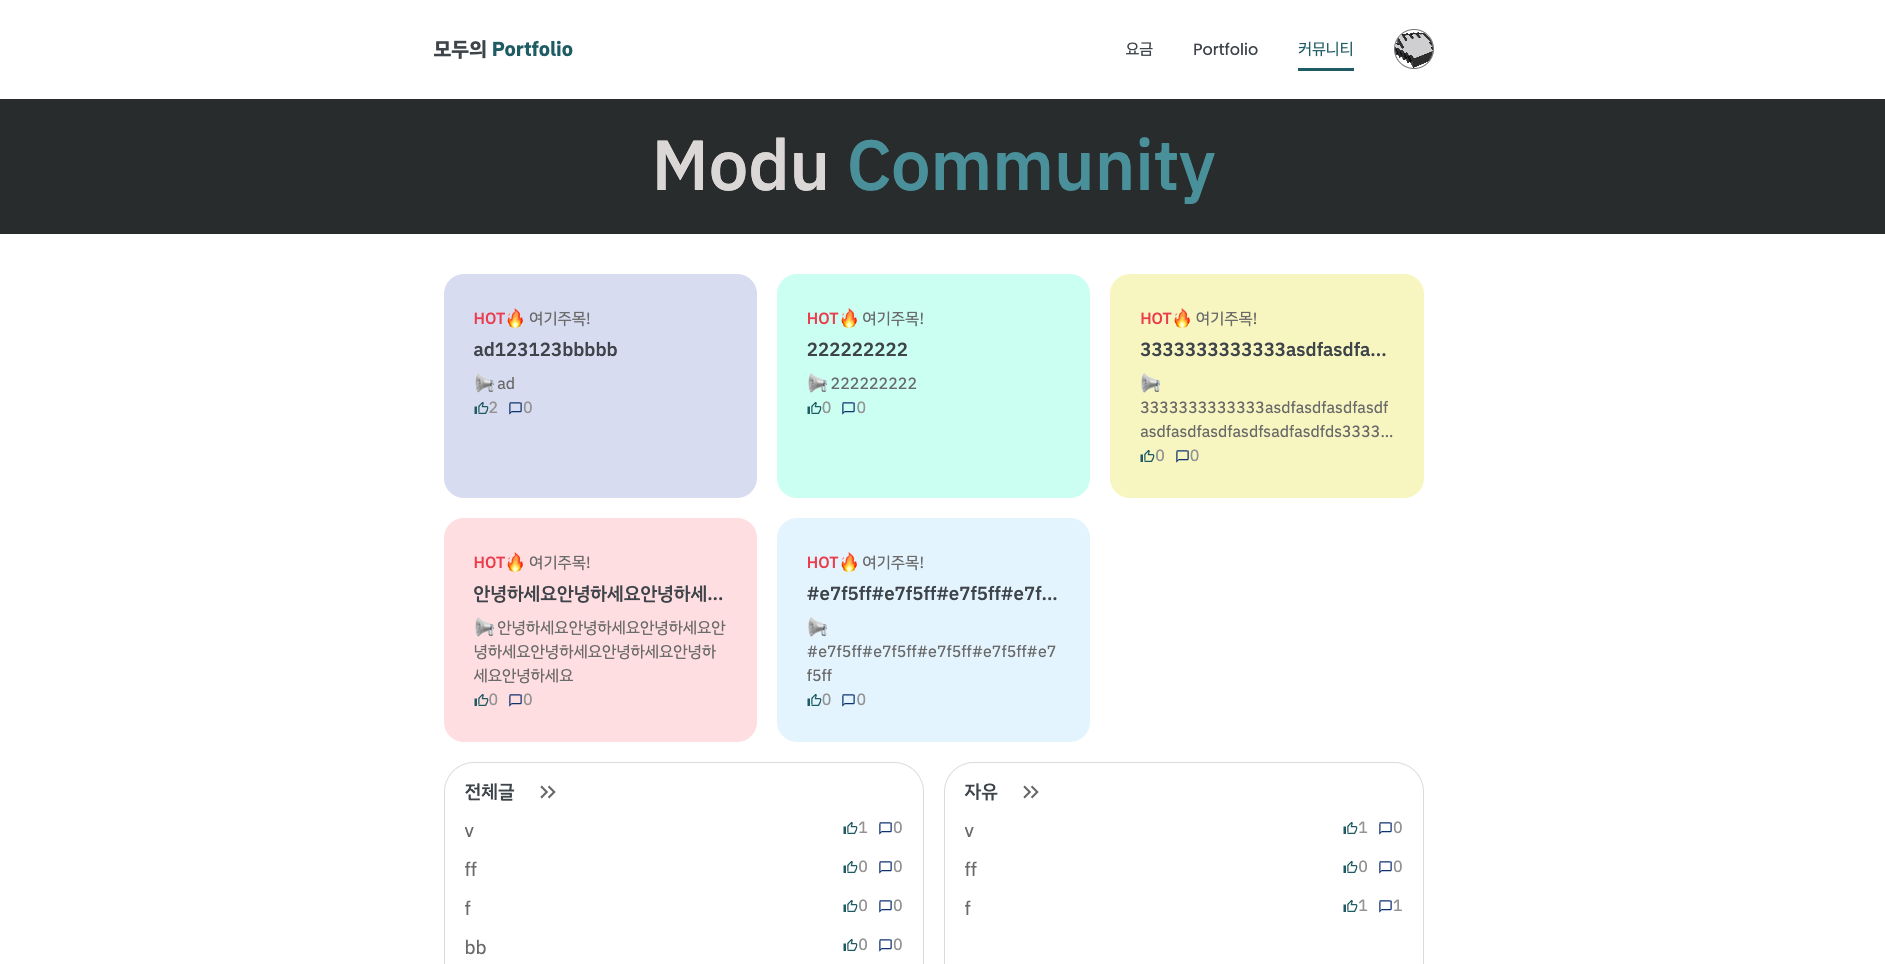 모두의 Portfolio
요금 Portfolio 커뮤니티
Modu Community
HOT🔥 여기주목!
ad123123bbbbb
📢 ad
2 0
HOT🔥 여기주목!
222222222
📢 222222222
0 0
HOT🔥 여기주목!
3333333333333asdfasdfa...
📢
3333333333333asdfasdfasdfasdf
asdfasdfasdfasdfsadfasdfds3333...
0 0
HOT🔥 여기주목!
안녕하세요안녕하세요안녕하세...
📢 안녕하세요안녕하세요안녕하세요안
녕하세요안녕하세요안녕하세요안녕하
세요안녕하세요
0 0
HOT🔥 여기주목!
#e7f5ff#e7f5ff#e7f5ff#e7f...
📢
#e7f5ff#e7f5ff#e7f5ff#e7f5ff#e7
f5ff
0 0
전체글
v 1 0
ff 0 0
f 0 0
bb 0 0
자유
v 1 0
ff 0 0
f 1 1